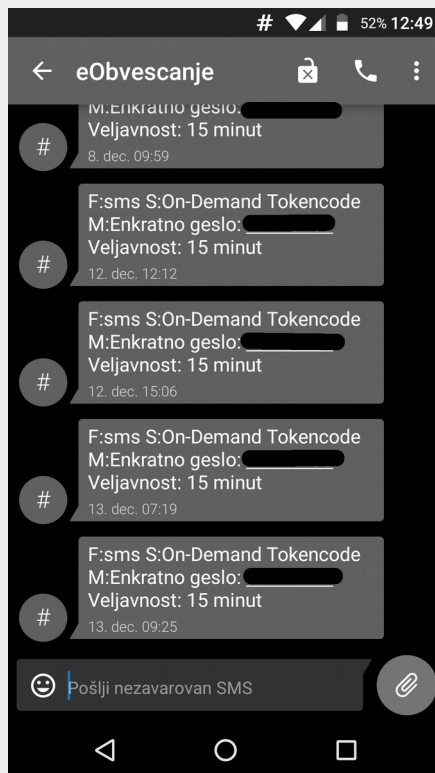 # 52% 12:49
eObvescanje
M:Enkratno geslo:
Veljavnost: 15 minut
8. dec. 09:59
#
F:sms S:On-Demand Tokencode
M:Enkratno geslo:
Veljavnost: 15 minut
12. dec. 12:12
#
F:sms S:On-Demand Tokencode
M:Enkratno geslo:
Veljavnost: 15 minut
12. dec. 15:06
#
F:sms S:On-Demand Tokencode
M:Enkratno geslo:
Veljavnost: 15 minut
13. dec. 07:19
#
F:sms S:On-Demand Tokencode
M:Enkratno geslo:
Veljavnost: 15 minut
13. dec. 09:25
#
Pošlji nezavarovan SMS